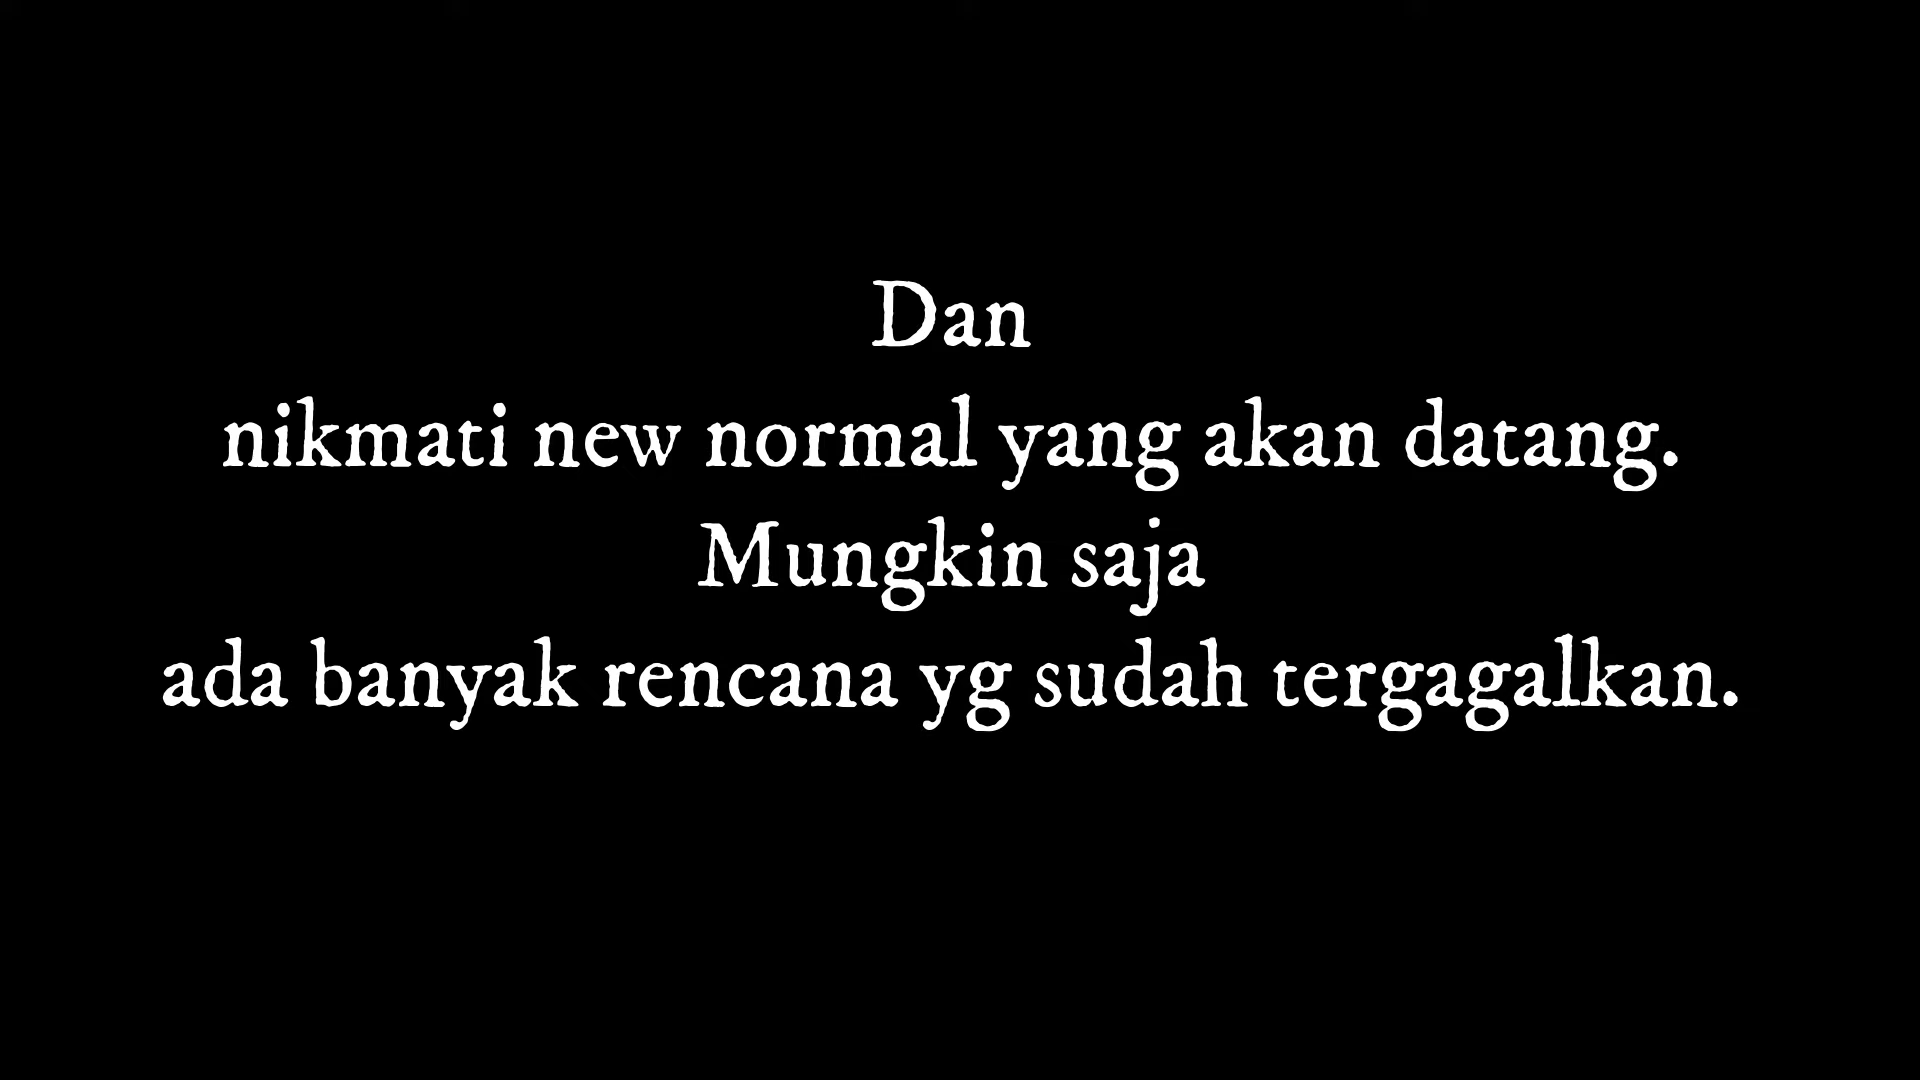 Dan
nikmati new normal yang akan datang.
Mungkin saja
ada banyak rencana yg sudah tergagalkan.